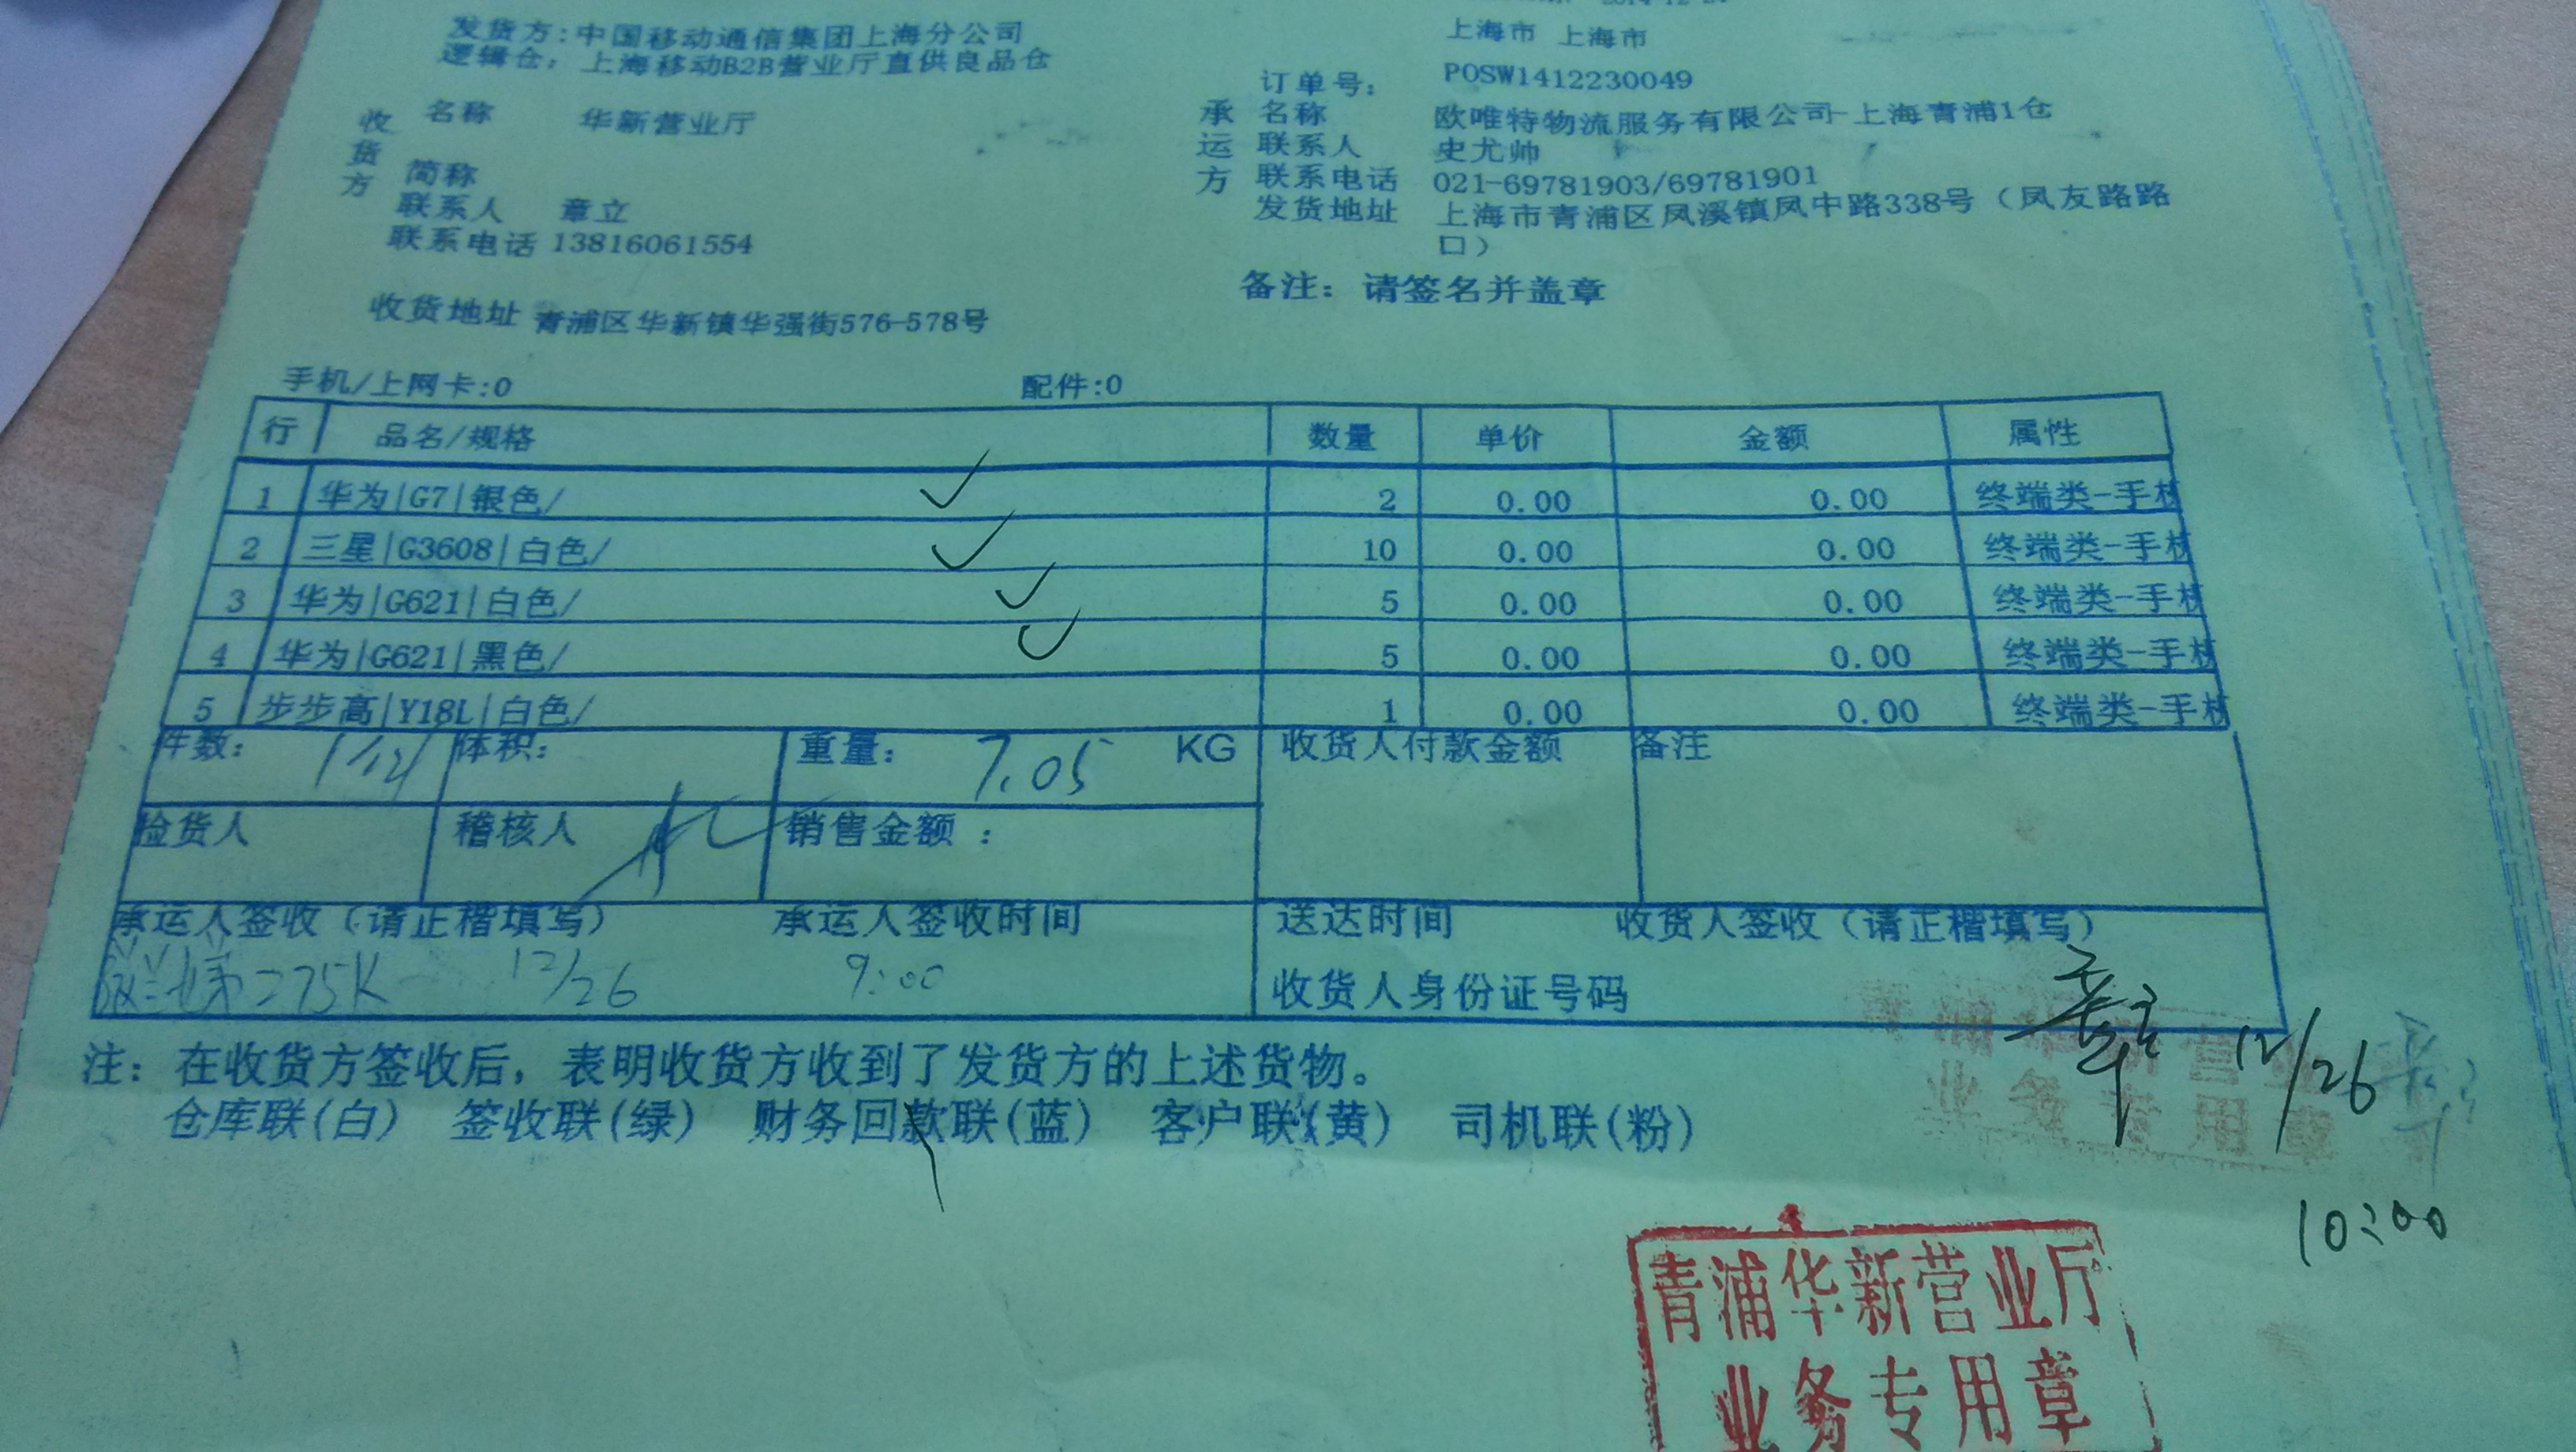 发货方:中国移动通信集团上海分公司
逻辑仓: 上海移动B2B营业厅直供良品仓
收货方
名称 华新营业厅
简称
联系人 章立
联系电话 13816061554
收货地址 青浦区华新镇华强街576-578号
上海市 上海市
订单号: POSW1412230049
承运方
名称 欧唯特物流服务有限公司-上海青浦1仓
联系人 史尤帅
联系电话 021-69781903/69781901
发货地址 上海市青浦区凤溪镇凤中路338号（凤友路路
口）
备注: 请签名并盖章
手机/上网卡:0 配件:0
行 品名/规格 数量 单价 金额 属性
1 华为|G7|银色/ 2 0.00 0.00 终端类-手
2 三星|G3608|白色/ 10 0.00 0.00 终端类-手
3 华为|G621|白色/ 5 0.00 0.00 终端类-手
4 华为|G621|黑色/ 5 0.00 0.00 终端类-手
5 步步高|Y18L|白色/ 1 0.00 0.00 终端类-手
件数: 体积: 重量: 7.05 KG 收货人付款金额 备注
捡货人 稽核人 销售金额 :
承运人签收（请正楷填写） 承运人签收时间 送达时间 收货人签收（请正楷填写）
275K 12/26 9:00
收货人身份证号码
章立 12/26
10:00
注: 在收货方签收后, 表明收货方收到了发货方的上述货物。
仓库联(白) 签收联(绿) 财务回款联(蓝) 客户联(黄) 司机联(粉)
青浦华新营业厅
业务专用章